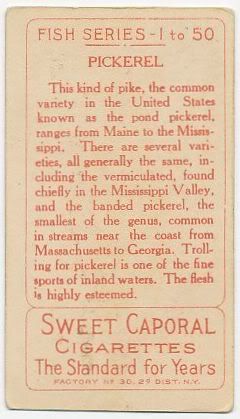 FISH SERIES - 1 to 50
PICKEREL
This kind of pike, the common
variety in the United States
known as the pond pickerel,
ranges from Maine to the Missis-
sippi. There are several vari-
eties, all generally the same, in-
cluding the vermiculated, found
chiefly in the Mississippi Valley,
and the banded pickerel, the
smallest of the genus, common
in streams near the coast from
Massachusetts to Georgia. Troll-
ing for pickerel is one of the fine
sports of inland waters. The flesh
is highly esteemed.
SWEET CAPORAL
CIGARETTES
The Standard for Years
FACTORY No 30, 2D DIST. N.Y.